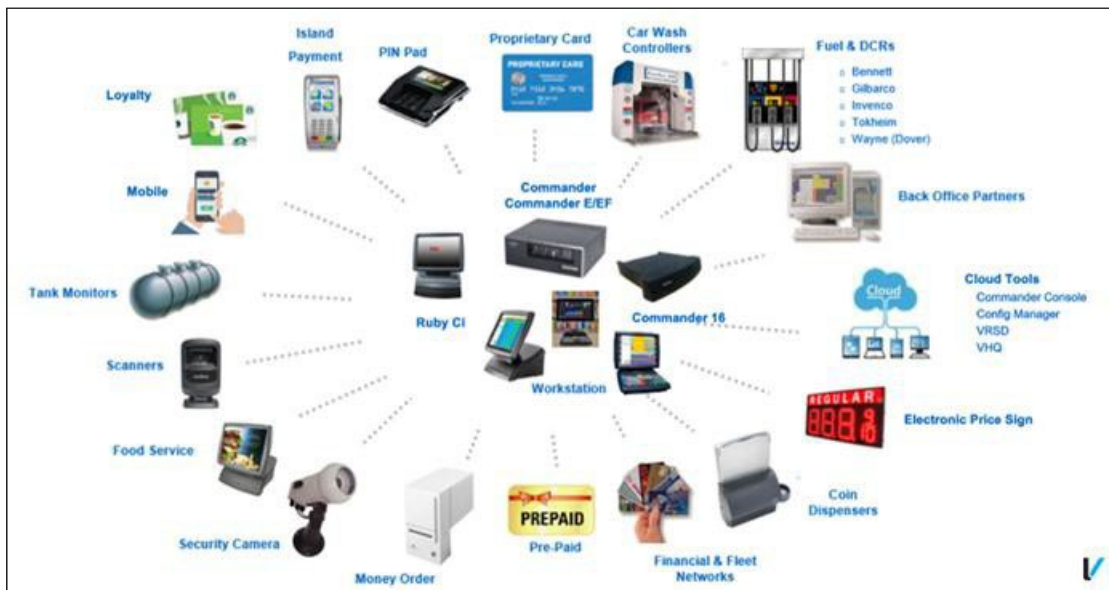 Island
Payment
PIN Pad
Proprietary Card
PROPRIETARY CARD
Car Wash
Controllers
Fuel & DCRs
Bennett
Gilbarco
Invenco
Tokheim
Wayne (Dover)
Loyalty
Mobile
Commander
Commander E/EF
Back Office Partners
Tank Monitors
Ruby CI
Commander 16
Cloud
Cloud Tools
Commander Console
Config Manager
VRSD
VHQ
Scanners
Workstation
REGULAR
888 9
10
Electronic Price Sign
Food Service
Security Camera
Money Order
PREPAID
Pre-Paid
Financial & Fleet
Networks
Coin
Dispensers